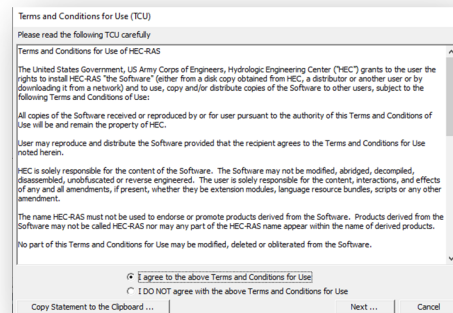 Terms and Conditions for Use (TCU)
Please read the following TCU carefully
Terms and Conditions for Use of HEC-RAS
The United States Government, US Army Corps of Engineers, Hydrologic Engineering Center ("HEC") grants to the user the
rights to install HEC-RAS "the Software" (either from a disk copy obtained from HEC, a distributor or another user or by
downloading it from a network) and to use, copy and/or distribute copies of the Software to other users, subject to the
following Terms and Conditions of Use:
All copies of the Software received or reproduced by or for user pursuant to the authority of this Terms and Conditions of
Use will be and remain the property of HEC.
User may reproduce and distribute the Software provided that the recipient agrees to the Terms and Conditions for Use
noted herein.
HEC is solely responsible for the content of the Software. The Software may not be modified, abridged, decompiled,
disassembled, unobfuscated or reverse engineered. The user is solely responsible for the content, interactions, and effects
of any and all amendments, if present, whether they be extension modules, language resource bundles, scripts or any other
amendment.
The name HEC-RAS must not be used to endorse or promote products derived from the Software. Products derived from the
Software may not be called HEC-RAS nor may any part of the HEC-RAS name appear within the name of derived products.
No part of this Terms and Conditions for Use may be modified, deleted or obliterated from the Software.
I agree to the above Terms and Conditions for Use
I DO NOT agree with the above Terms and Conditions for Use
Copy Statement to the Clipboard ... Next ... Cancel